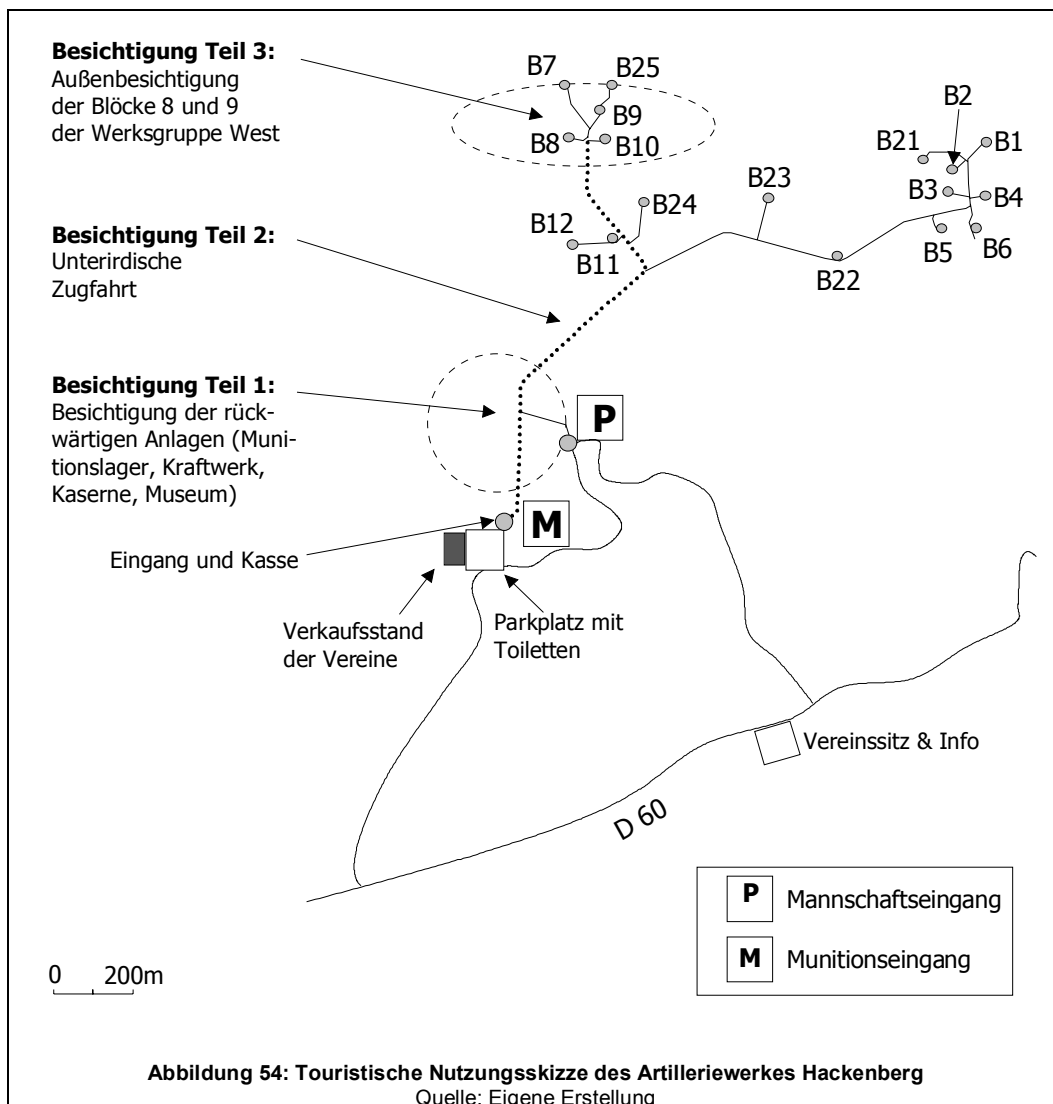 Besichtigung Teil 3:
Außenbesichtigung
der Blöcke 8 und 9
der Werksgruppe West
B7
B25
B9
B8
B10
B2
B21
B1
B3
B4
B5
B6
B23
B22
B24
B12
B11
Besichtigung Teil 2:
Unterirdische
Zugfahrt
Besichtigung Teil 1:
Besichtigung der rück-
wärtigen Anlagen (Muni-
tionslager, Kraftwerk,
Kaserne, Museum)
P
M
Eingang und Kasse
Verkaufsstand
der Vereine
Parkplatz mit
Toiletten
Vereinssitz & Info
D 60
P Mannschaftseingang
M Munitionseingang
0 200m
Abbildung 54: Touristische Nutzungsskizze des Artilleriewerkes Hackenberg
Quelle: Eigene Erstellung